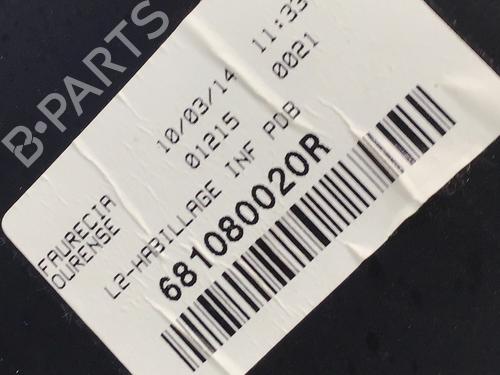 B-PARTS
10/03/14 11:33
01215 0021
FAURECIA
OURENSE
L2-HABILLAGE INF PDB
681080020R